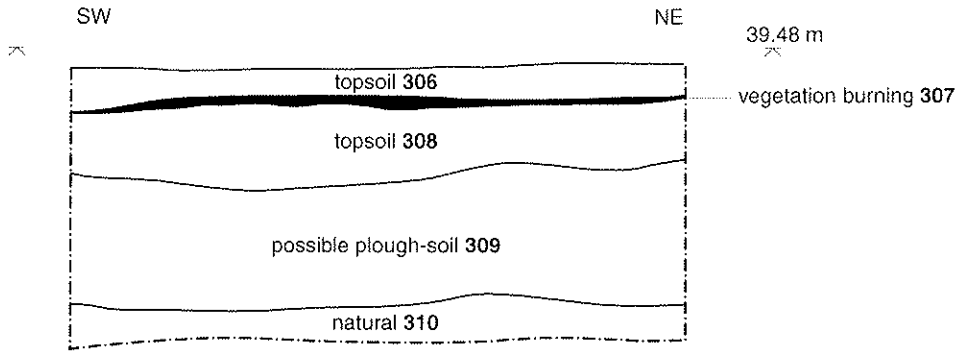 SW
NE
39.48 m
topsoil 306
vegetation burning 307
topsoil 308
possible plough-soil 309
natural 310